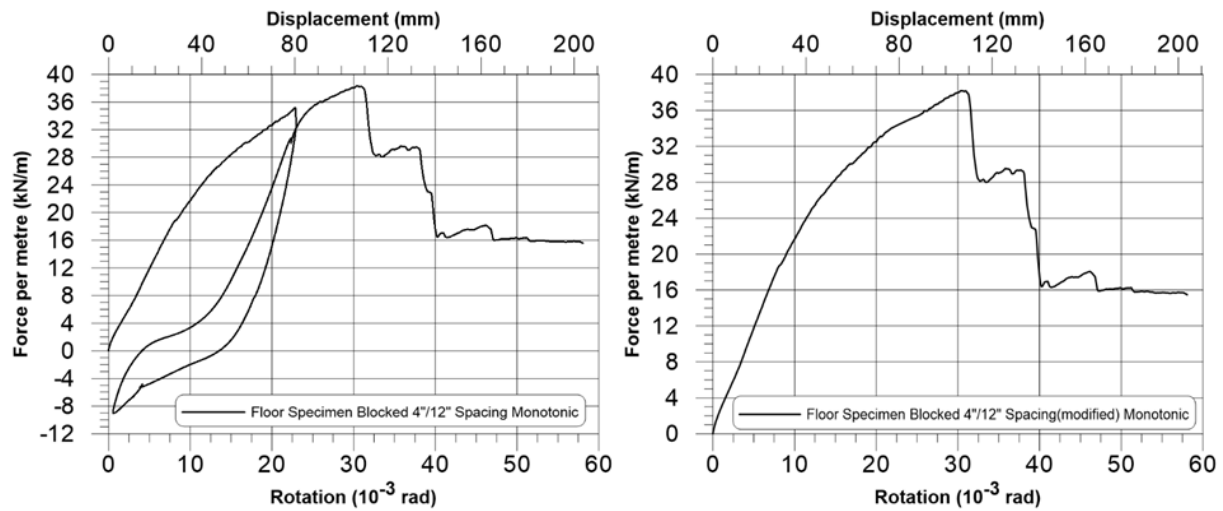 Displacement (mm)
0 40 80 120 160 200
40
36
32
28
24
20
16
12
8
4
0
-4
-8
-12
Force per metre (kN/m)
Floor Specimen Blocked 4"/12" Spacing Monotonic
0 10 20 30 40 50 60
Rotation (10⁻³ rad)
Displacement (mm)
0 40 80 120 160 200
40
36
32
28
24
20
16
12
8
4
0
Force per metre (kN/m)
Floor Specimen Blocked 4"/12" Spacing(modified) Monotonic
0 10 20 30 40 50 60
Rotation (10⁻³ rad)